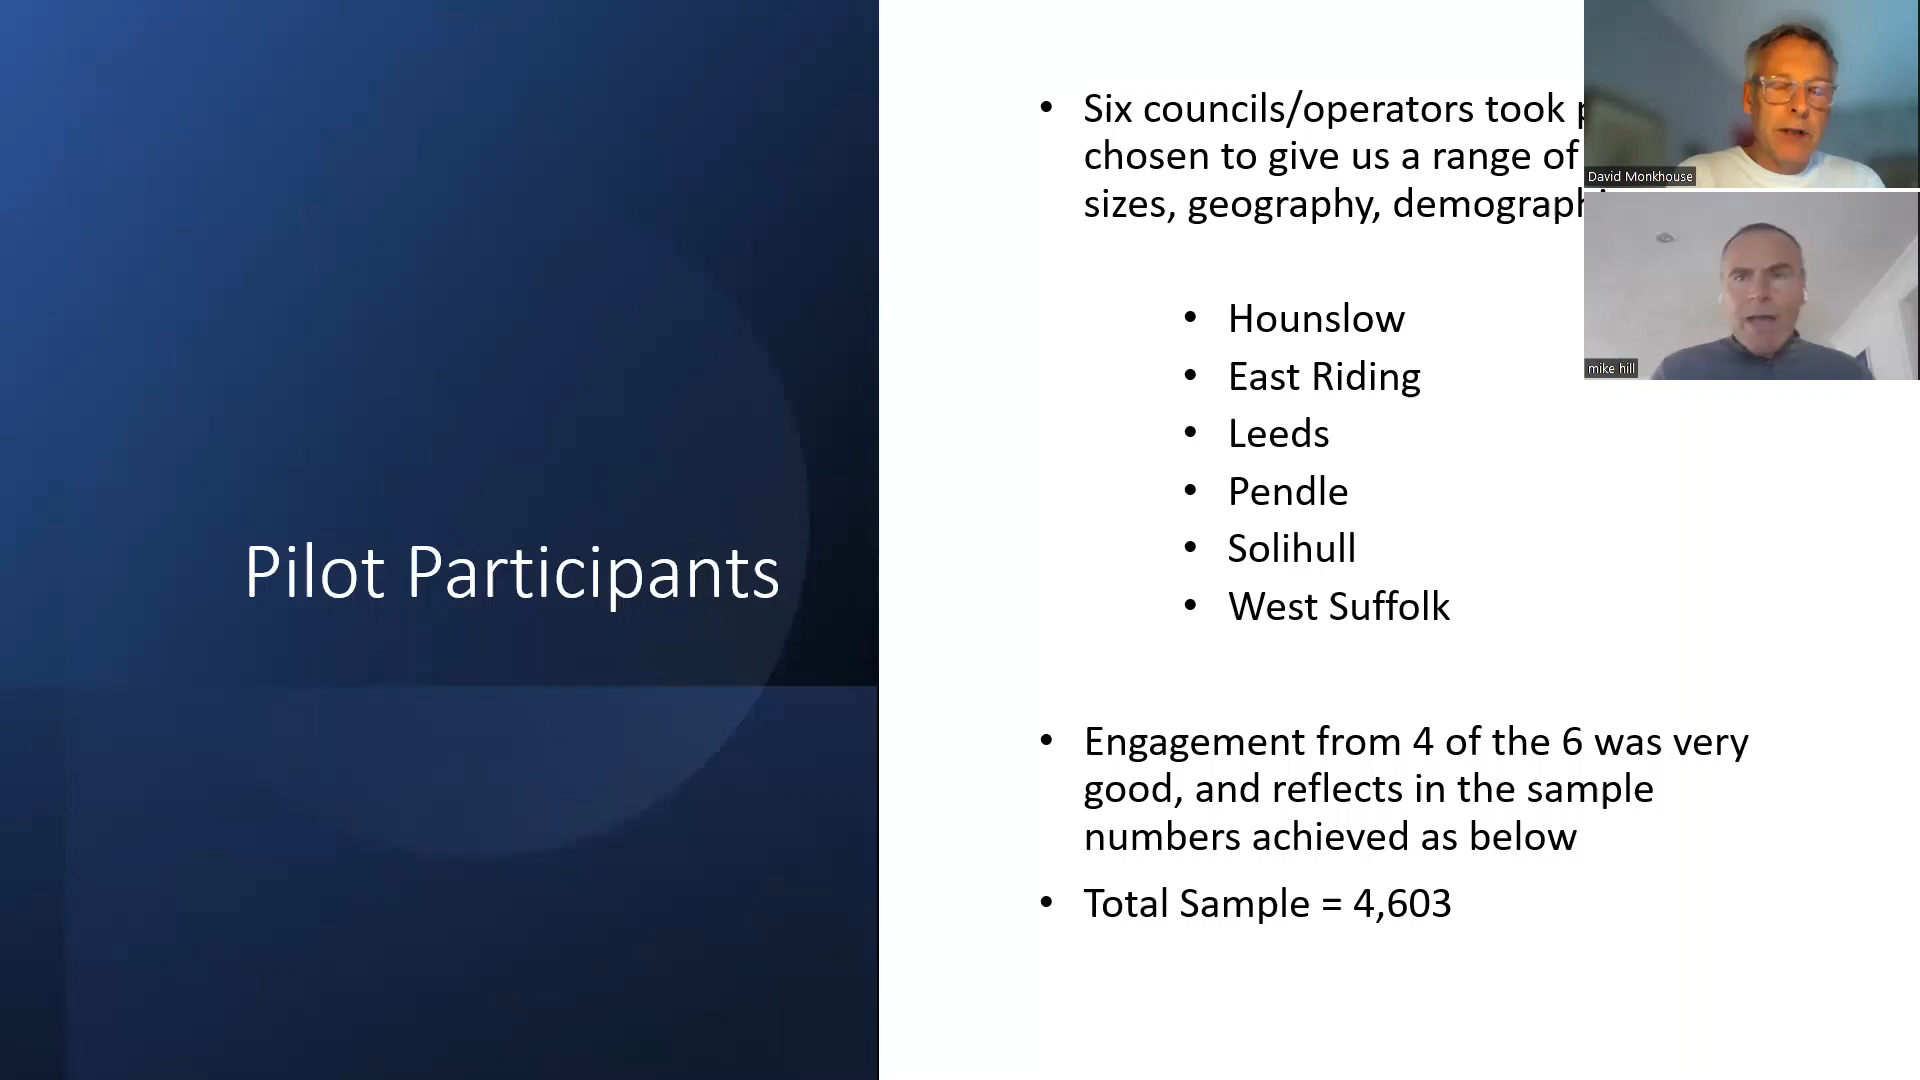 Pilot Participants
• Six councils/operators took
chosen to give us a range of
sizes, geography,
• Hounslow
• East Riding
• Leeds
• Pendle
• Solihull
• West Suffolk
• Engagement from 4 of the 6 was very
good, and reflects in the sample
numbers achieved as below
• Total Sample = 4,603
David Monkhouse
mike hill